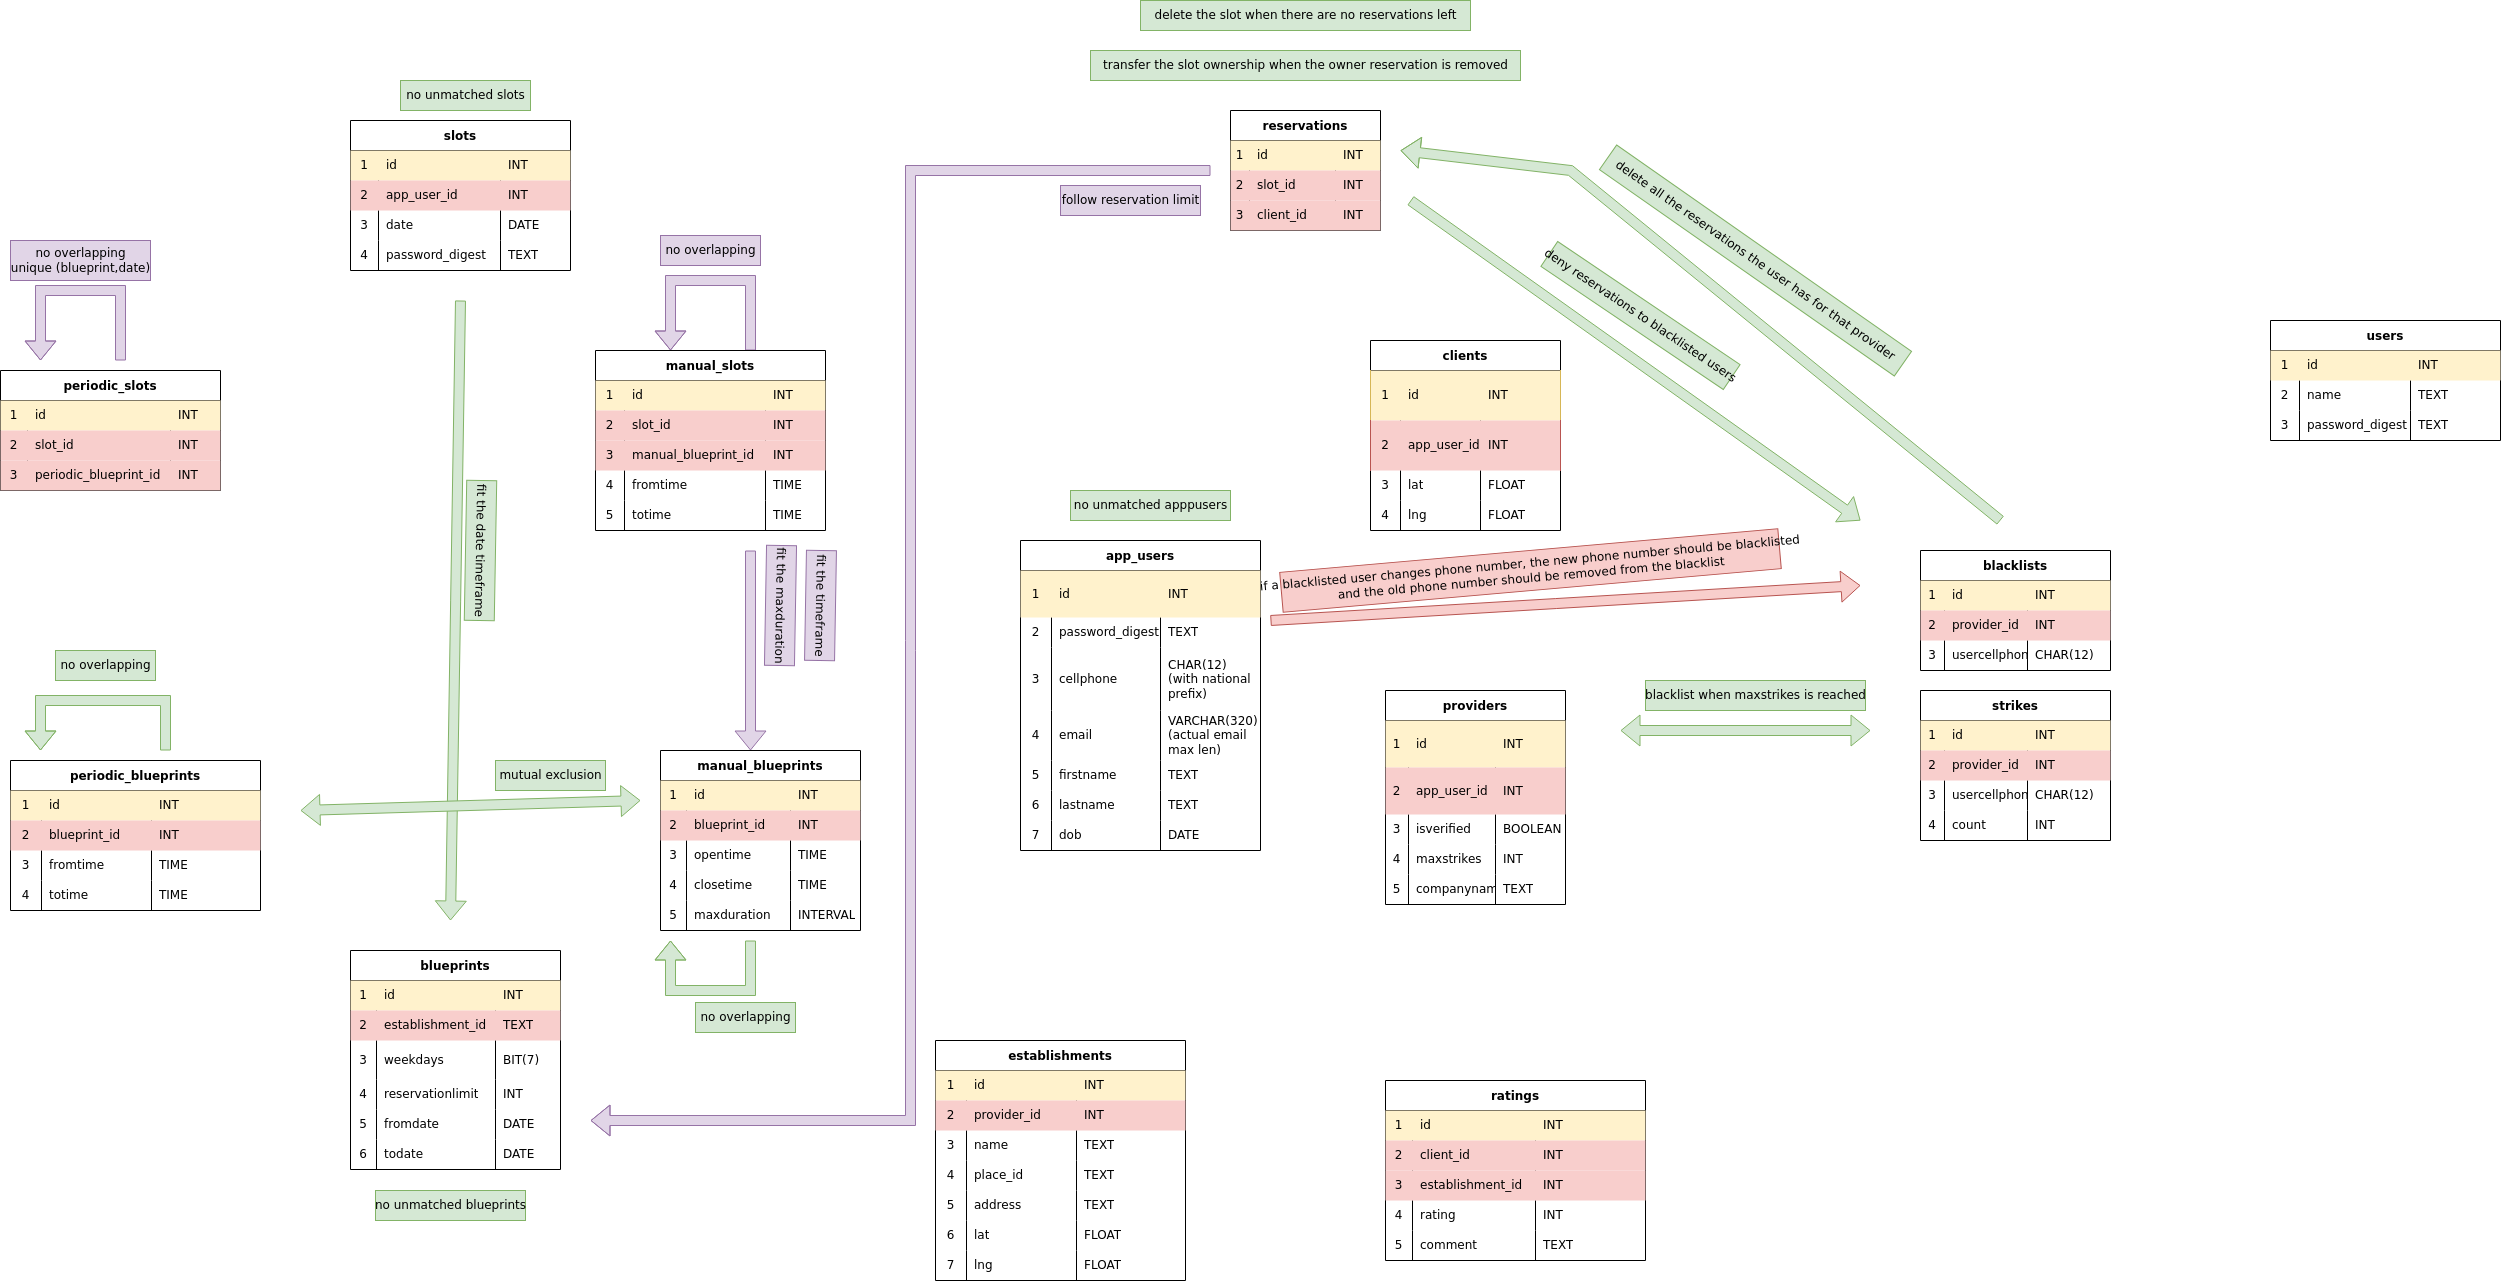 delete the slot when there are no reservations left
transfer the slot ownership when the owner reservation is removed
no unmatched slots
slots
1 id INT
2 app_user_id INT
3 date DATE
4 password_digest TEXT
reservations
1 id INT
2 slot_id INT
3 client_id INT
follow reservation limit
delete all the reservations the user has for that provider
deny reservations to blacklisted users
no overlapping
unique (blueprint,date)
periodic_slots
1 id INT
2 slot_id INT
3 periodic_blueprint_id INT
no overlapping
manual_slots
1 id INT
2 slot_id INT
3 manual_blueprint_id INT
4 fromtime TIME
5 totime TIME
fit the date timeframe
fit the maxduration
fit the timeframe
clients
1 id INT
2 app_user_id INT
3 lat FLOAT
4 lng FLOAT
users
1 id INT
2 name TEXT
3 password_digest TEXT
no unmatched apppusers
app_users
1 id INT
2 password_digest TEXT
3 cellphone CHAR(12)
(with national
prefix)
4 email VARCHAR(320)
(actual email
max len)
5 firstname TEXT
6 lastname TEXT
7 dob DATE
if a blacklisted user changes phone number, the new phone number should be blacklisted
and the old phone number should be removed from the blacklist
blacklists
1 id INT
2 provider_id INT
3 usercellphon CHAR(12)
blacklist when maxstrikes is reached
providers
1 id INT
2 app_user_id INT
3 isverified BOOLEAN
4 maxstrikes INT
5 companynam TEXT
strikes
1 id INT
2 provider_id INT
3 usercellphon CHAR(12)
4 count INT
no overlapping
periodic_blueprints
1 id INT
2 blueprint_id INT
3 fromtime TIME
4 totime TIME
mutual exclusion
manual_blueprints
1 id INT
2 blueprint_id INT
3 opentime TIME
4 closetime TIME
5 maxduration INTERVAL
no overlapping
blueprints
1 id INT
2 establishment_id TEXT
3 weekdays BIT(7)
4 reservationlimit INT
5 fromdate DATE
6 todate DATE
no unmatched blueprints
establishments
1 id INT
2 provider_id INT
3 name TEXT
4 place_id TEXT
5 address TEXT
6 lat FLOAT
7 lng FLOAT
ratings
1 id INT
2 client_id INT
3 establishment_id INT
4 rating INT
5 comment TEXT